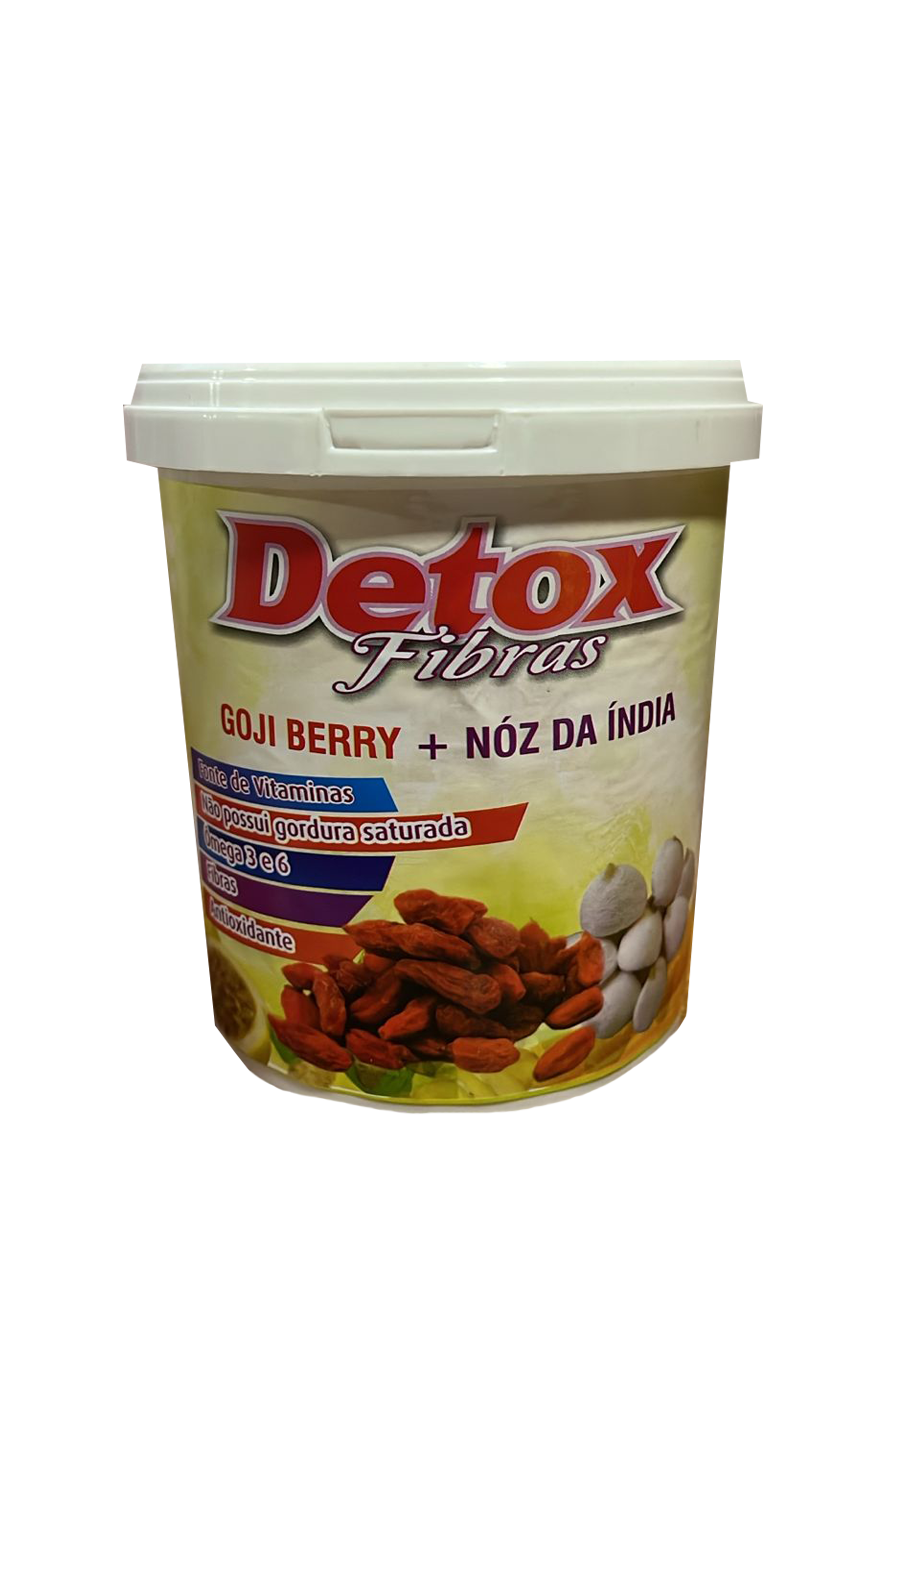 Detox
Fibras
GOJI BERRY + NÓZ DA ÍNDIA
Fonte de Vitaminas
Não possui gordura saturada
Ômega 3 e 6
Fibras
Antioxidante